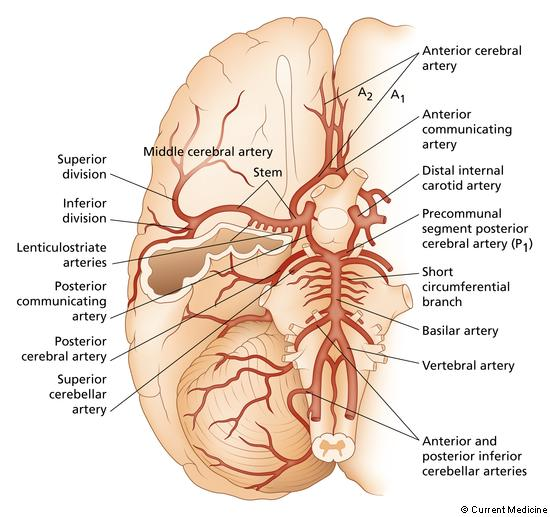 Anterior cerebral
artery
A2
A1
Anterior
communicating
artery
Middle cerebral artery
Stem
Superior
division
Distal internal
carotid artery
Inferior
division
Precommunal
segment posterior
cerebral artery (P1)
Lenticulostriate
arteries
Short
circumferential
branch
Posterior
communicating
artery
Basilar artery
Posterior
cerebral artery
Vertebral artery
Superior
cerebellar
artery
Anterior and
posterior inferior
cerebellar arteries
© Current Medicine